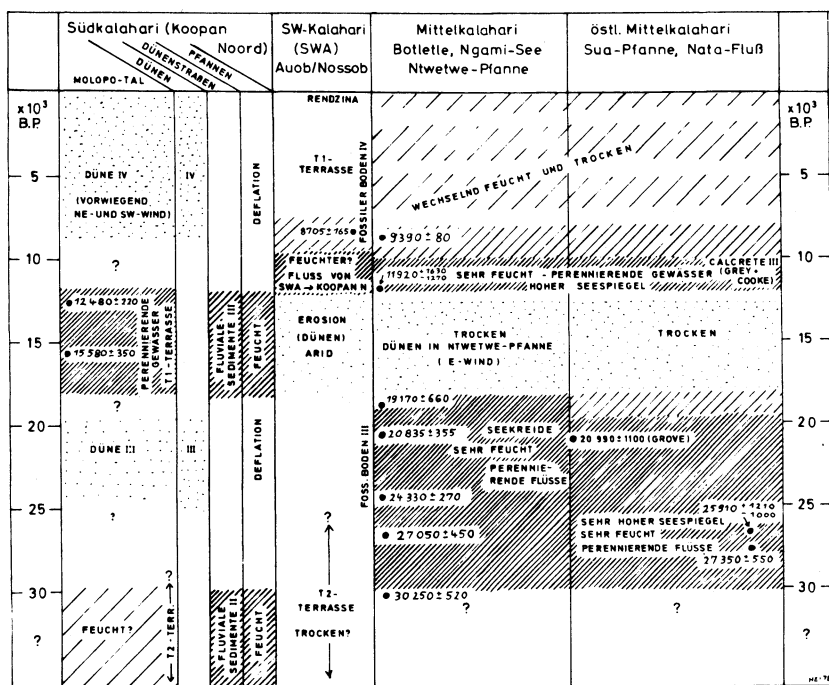 Südkalahari (Koopan Noord)
DÜNEN
DÜNENSTRAßEN
PFANNEN
MOLOPO-TAL
SW-Kalahari
(SWA)
Auob/Nossob
Mittelkalahari
Botletle, Ngami-See
Ntwetwe-Pfanne
östl. Mittelkalahari
Sua-Pfanne, Nata-Fluß
x10³
B.P.
5
10
15
20
25
30
?
DÜNE IV
(VORWIEGEND
NE-UND SW-WIND)
?
12 480±220
15 580±350
PERENNIERENDE
GEWÄSSER
T1-TERRASSE
?
DÜNE III
?
FEUCHT?
T2-TERR.
?
IV
III
FLUVIALE-
SEDIMENTE III
FLUVIALE
SEDIMENTE II
DEFLATION
FEUCHT
DEFLATION
FEUCHT
RENDZINA
T1-
TERRASSE
FOSSILER BODEN IV
8705±165
FEUCHTER?
FLUSS VON
SWA→KOOPAN N
EROSION
(DÜNEN)
ARID
FOSS. BODEN III
?
T2-
TERRASSE
TROCKEN?
WECHSELND FEUCHT UND TROCKEN
9390±80
11920 +1630
-1270
SEHR FEUCHT - PERENNIERENDE GEWÄSSER
HOHER SEESPIEGEL
CALCRETE III
(GREY+
COOKE)
TROCKEN
DÜNEN IN NTWETWE-PFANNE
(E-WIND)
TROCKEN
19170±660
20835±355
SEEKREIDE
SEHR FEUCHT
PERENNIE-
RENDE FLÜSSE
24 330±270
27 050±450
30 250±520
?
20 990±1100 (GROVE)
25910 +1210
-1000
SEHR HOHER SEESPIEGEL
SEHR FEUCHT
PERENNIERENDE FLÜSSE
27 350±550
?
x10³
B.P.
5
10
15
20
25
30
?